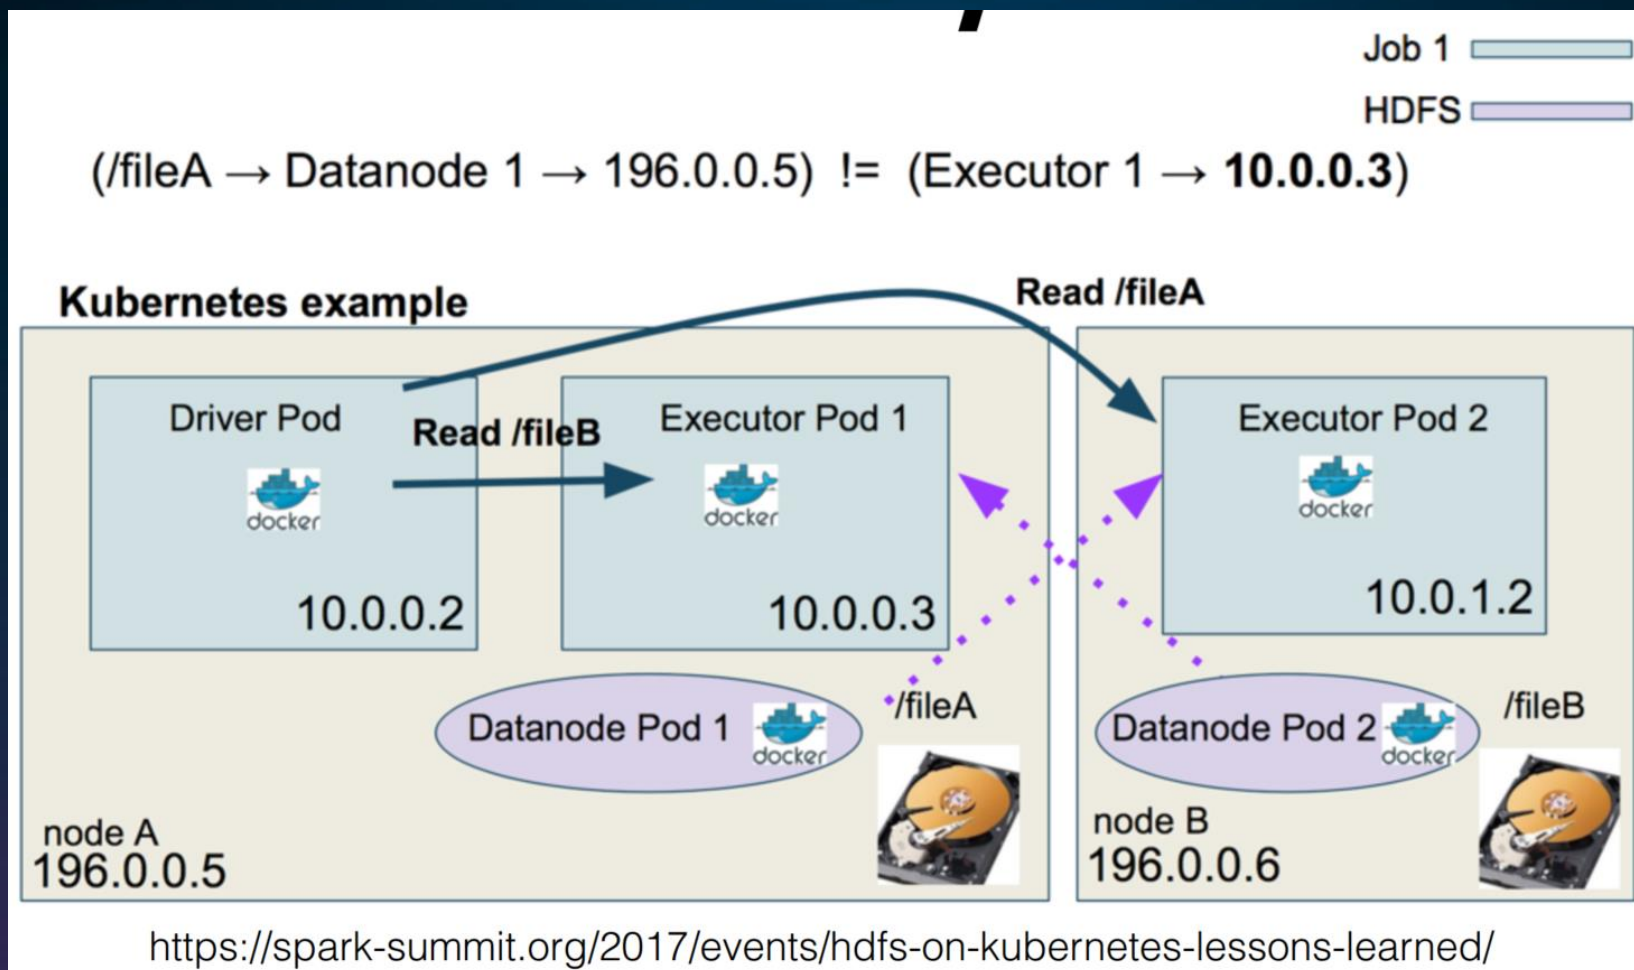 Job 1
HDFS
(/fileA → Datanode 1 → 196.0.0.5) != (Executor 1 → 10.0.0.3)
Kubernetes example
Read /fileA
Driver Pod
Read /fileB
Executor Pod 1
Executor Pod 2
docker
docker
docker
10.0.0.2
10.0.0.3
10.0.1.2
Datanode Pod 1
docker
/fileA
Datanode Pod 2
docker
/fileB
node A
196.0.0.5
node B
196.0.0.6
https://spark-summit.org/2017/events/hdfs-on-kubernetes-lessons-learned/